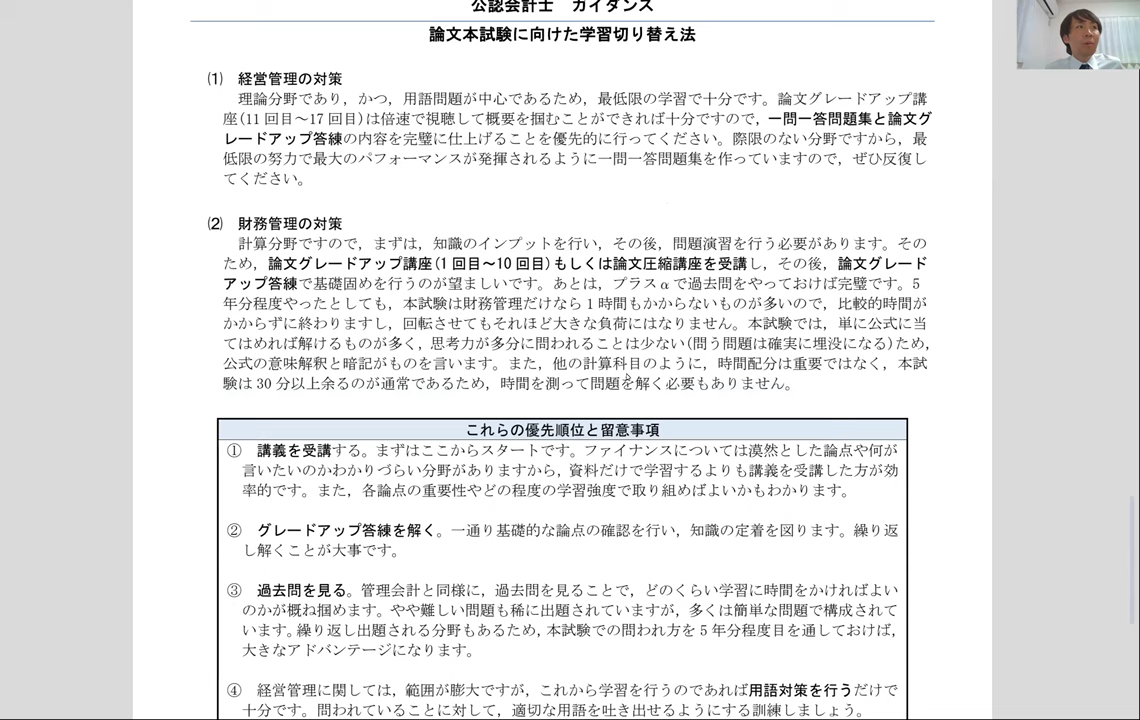 公認会計士　ガイダンス
論文本試験に向けた学習切り替え法
⑴　経営管理の対策
理論分野であり，かつ，用語問題が中心であるため，最低限の学習で十分です。論文グレードアップ講
座(11 回目～17 回目)は倍速で視聴して概要を掴むことができれば十分ですので，一問一答問題集と論文グ
レードアップ答練の内容を完璧に仕上げることを優先的に行ってください。際限のない分野ですから，最
低限の努力で最大のパフォーマンスが発揮されるように一問一答問題集を作っていますので，ぜひ反復し
てください。
⑵　財務管理の対策
計算分野ですので，まずは，知識のインプットを行い，その後，問題演習を行う必要があります。その
ため，論文グレードアップ講座(1 回目～10 回目)もしくは論文圧縮講座を受講し，その後，論文グレード
アップ答練で基礎固めを行うのが望ましいです。あとは，プラスαで過去問をやっておけば完璧です。5
年分程度やったとしても，本試験は財務管理だけなら 1 時間もかからないものが多いので，比較的時間が
かからずに終わりますし，回転させてもそれほど大きな負荷にはなりません。本試験では，単に公式に当
てはめれば解けるものが多く，思考力が多分に問われることは少ない(問う問題は確実に埋没になる)ため，
公式の意味解釈と暗記がものを言います。また，他の計算科目のように，時間配分は重要ではなく，本試
験は 30 分以上余るのが通常であるため，時間を測って問題を解く必要もありません。
これらの優先順位と留意事項
①　講義を受講する。まずはここからスタートです。ファイナンスについては漠然とした論点や何が
言いたいのかわかりづらい分野がありますから，資料だけで学習するよりも講義を受講した方が効
率的です。また，各論点の重要性やどの程度の学習強度で取り組めばよいかもわかります。
②　グレードアップ答練を解く。一通り基礎的な論点の確認を行い，知識の定着を図ります。繰り返
し解くことが大事です。
③　過去問を見る。管理会計と同様に，過去問を見ることで，どのくらい学習に時間をかければよい
のかが概ね掴めます。やや難しい問題も稀に出題されていますが，多くは簡単な問題で構成されて
います。繰り返し出題される分野もあるため，本試験での問われ方を 5 年分程度目を通しておけば，
大きなアドバンテージになります。
④　経営管理に関しては，範囲が膨大ですが，これから学習を行うのであれば用語対策を行うだけで
十分です。問われていることに対して，適切な用語を吐き出せるようにする訓練しましょう。